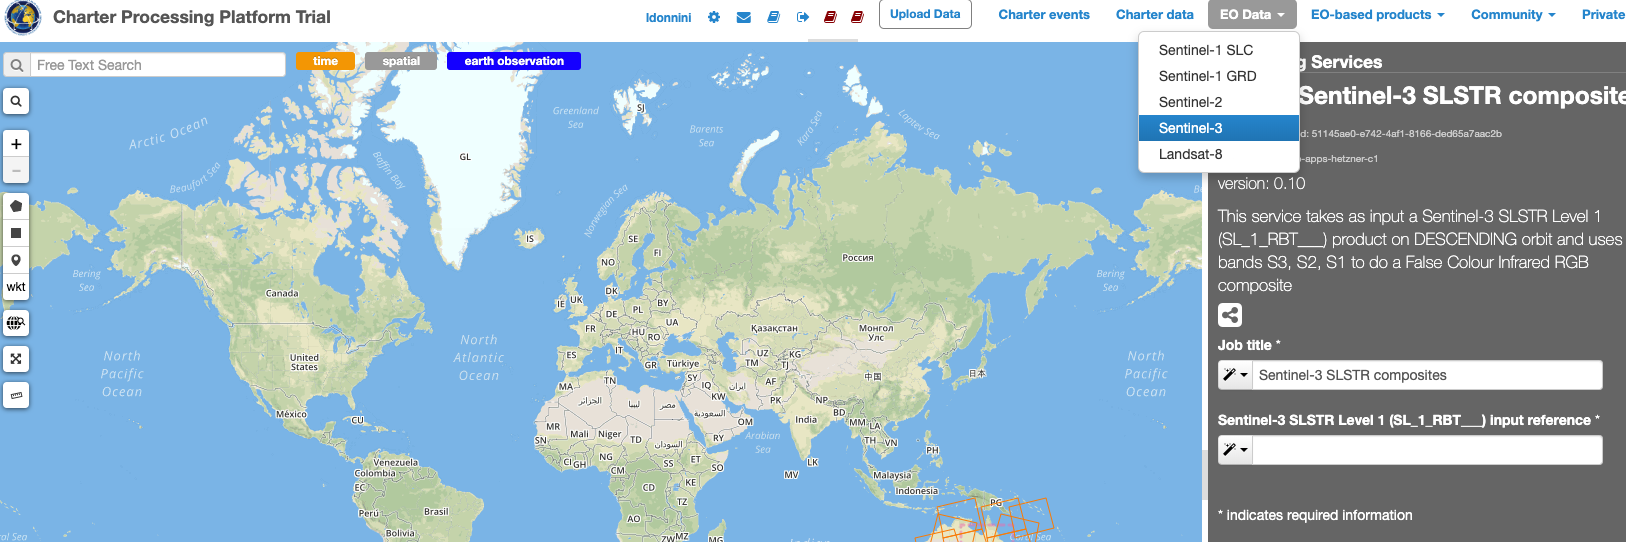 Charter Processing Platform Trial
ldonnini
Upload Data
Charter events
Charter data
EO Data
EO-based products
Community
Private
Free Text Search
time
spatial
earth observation
Sentinel-1 SLC
Sentinel-1 GRD
Sentinel-2
Sentinel-3
Landsat-8
g Services
Sentinel-3 SLSTR composite
d: 51145ae0-e742-4af1-8166-ded65a7aac2b
-apps-hetzner-c1
version: 0.10
This service takes as input a Sentinel-3 SLSTR Level 1
(SL_1_RBT___) product on DESCENDING orbit and uses
bands S3, S2, S1 to do a False Colour Infrared RGB
composite
Job title *
Sentinel-3 SLSTR composites
Sentinel-3 SLSTR Level 1 (SL_1_RBT___) input reference *
* indicates required information
+
−
wkt
Arctic Ocean
Beaufort Sea
Baffin Bay
GL
Greenland
Sea
SJ
Barents
Sea
Kara Sea
Laptev Sea
Norwegian Sea
IS
SE
FI
NO
Россия
Bering
Sea
Bering
Sea
Canada
DK
IE
UK
DE
PL
BY
FR
HU
UA
RO
ES
IT
GR
Türkiye
Қазақстан
Монгол
Улс
UZ
KG
TM
TJ
North
Atlantic
Ocean
North
Pacific
Ocean
North
Pacific
Ocean
United
States
México
CU
MA
TN
SY
IQ
ایران
AF
中国
日本
الجزائر
ليبيا
مصر
KW
PK
NP
السعودية
OM
India
BD
MM
LA
MR
Mali
Niger
TD
السودان
RY
Arabian
Sea
TH
VN
SN
CI
GH
NG
CM
SS
ET
SO
PH
MV
LK
Venezuela
Colombia
EC
Perú
Brasil
Bolivia
CD
KE
TZ
AO
ZM
MZ
ZW
Malaysia
Indonesia
PG
Coral Sea
al Sea